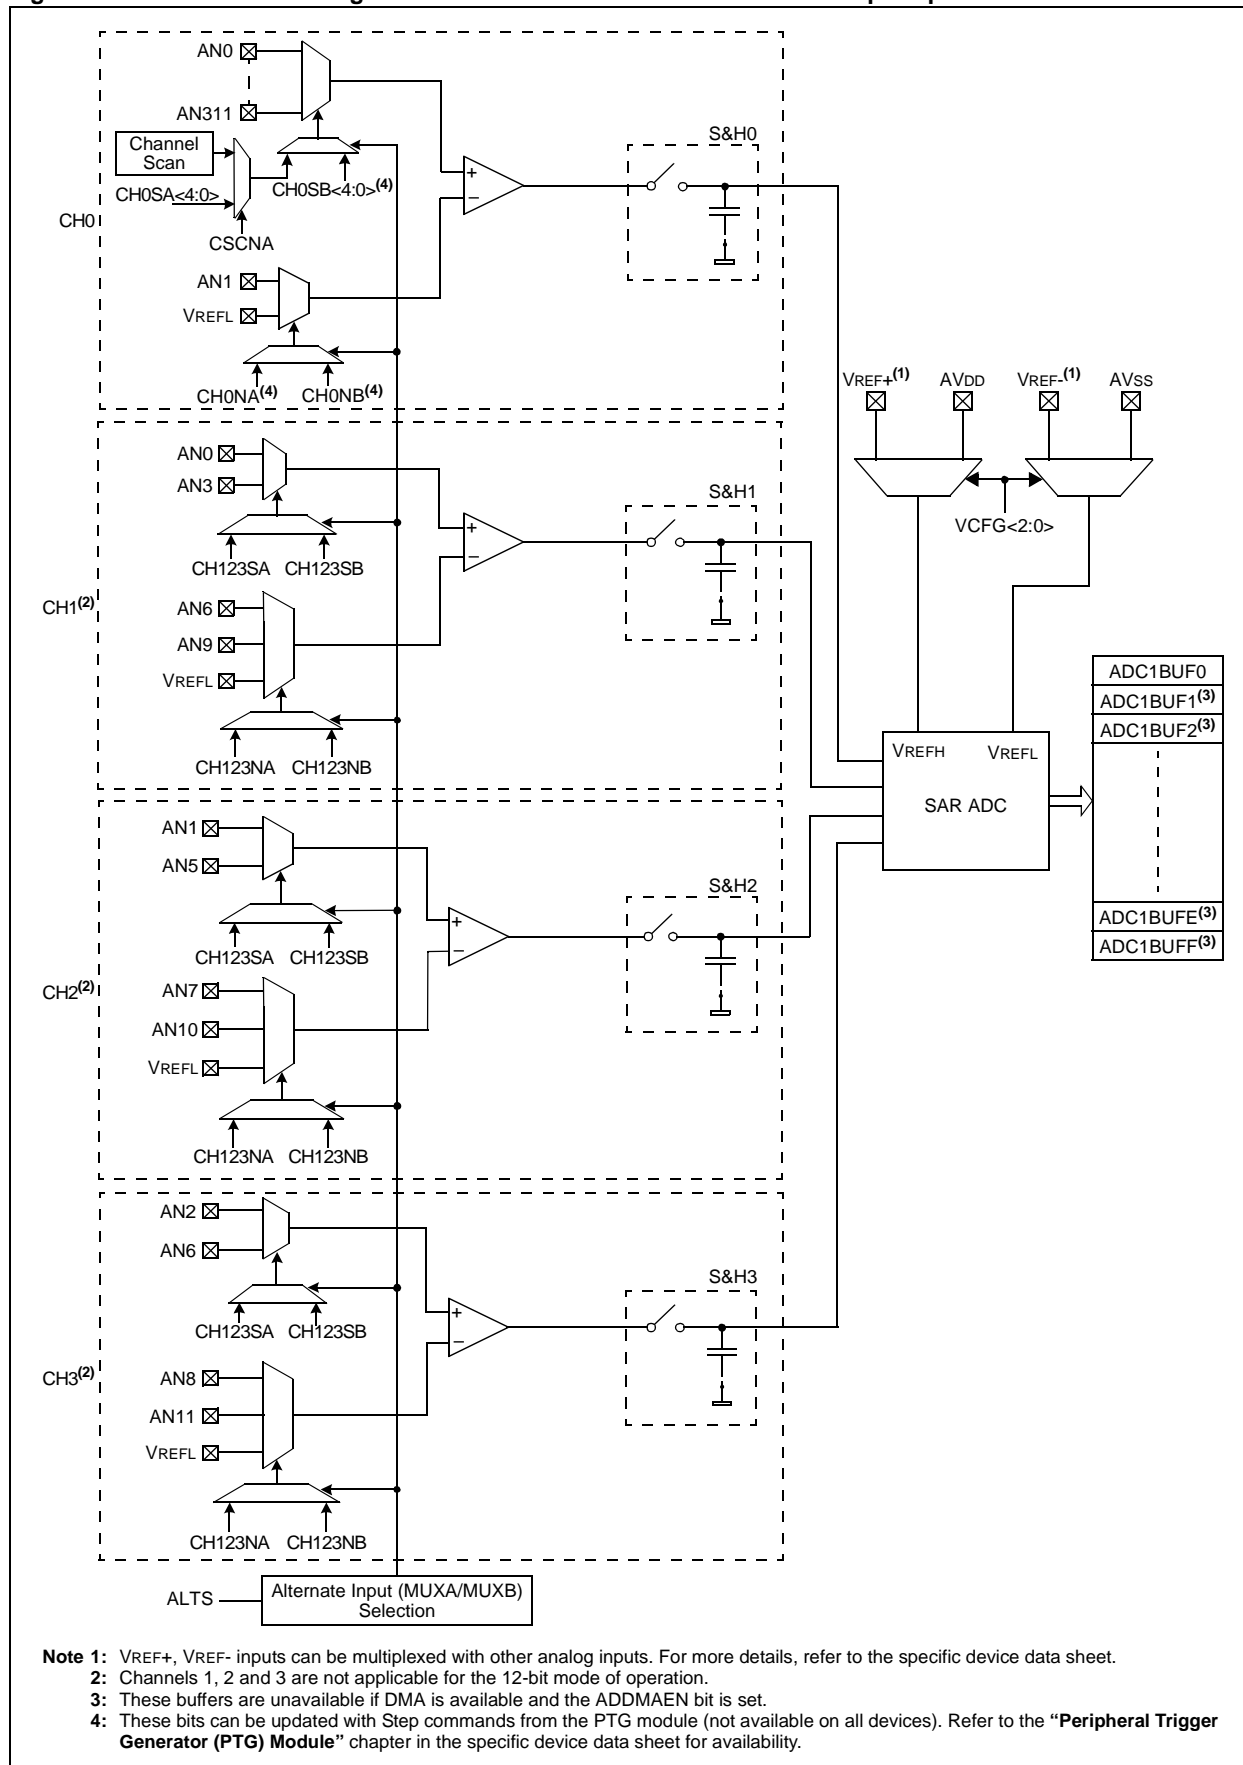 AN0
AN311
Channel
Scan
CH0SA<4:0>
CH0SB<4:0>(4)
CSCNA
CH0
AN1
VREFL
CH0NA(4)
CH0NB(4)
+
−
S&H0
AN0
AN3
CH123SA
CH123SB
CH1(2)
AN6
AN9
VREFL
CH123NA
CH123NB
+
−
S&H1
VREF+(1)
AVDD
VREF-(1)
AVSS
VCFG<2:0>
VREFH
VREFL
SAR ADC
ADC1BUF0
ADC1BUF1(3)
ADC1BUF2(3)
ADC1BUFE(3)
ADC1BUFF(3)
AN1
AN5
CH123SA
CH123SB
CH2(2)
AN7
AN10
VREFL
CH123NA
CH123NB
+
−
S&H2
AN2
AN6
CH123SA
CH123SB
CH3(2)
AN8
AN11
VREFL
CH123NA
CH123NB
+
−
S&H3
ALTS
Alternate Input (MUXA/MUXB)
Selection
Note 1: VREF+, VREF- inputs can be multiplexed with other analog inputs. For more details, refer to the specific device data sheet.
2: Channels 1, 2 and 3 are not applicable for the 12-bit mode of operation.
3: These buffers are unavailable if DMA is available and the ADDMAEN bit is set.
4: These bits can be updated with Step commands from the PTG module (not available on all devices). Refer to the “Peripheral Trigger
Generator (PTG) Module” chapter in the specific device data sheet for availability.